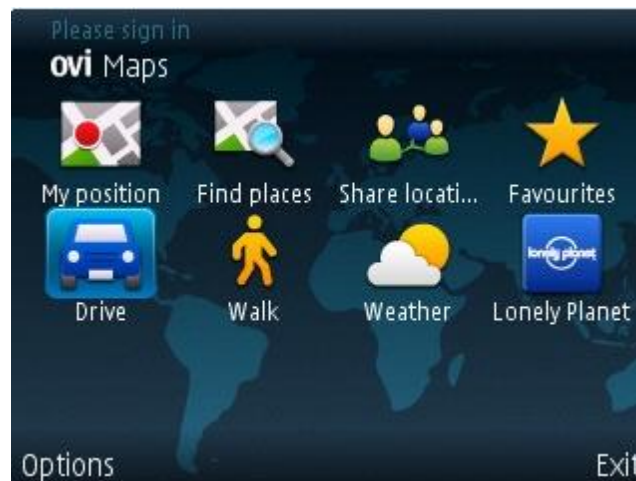 Please sign in
ovi Maps
My position Find places Share locati... Favourites
lonely planet
Drive Walk Weather Lonely Planet
Options Exit